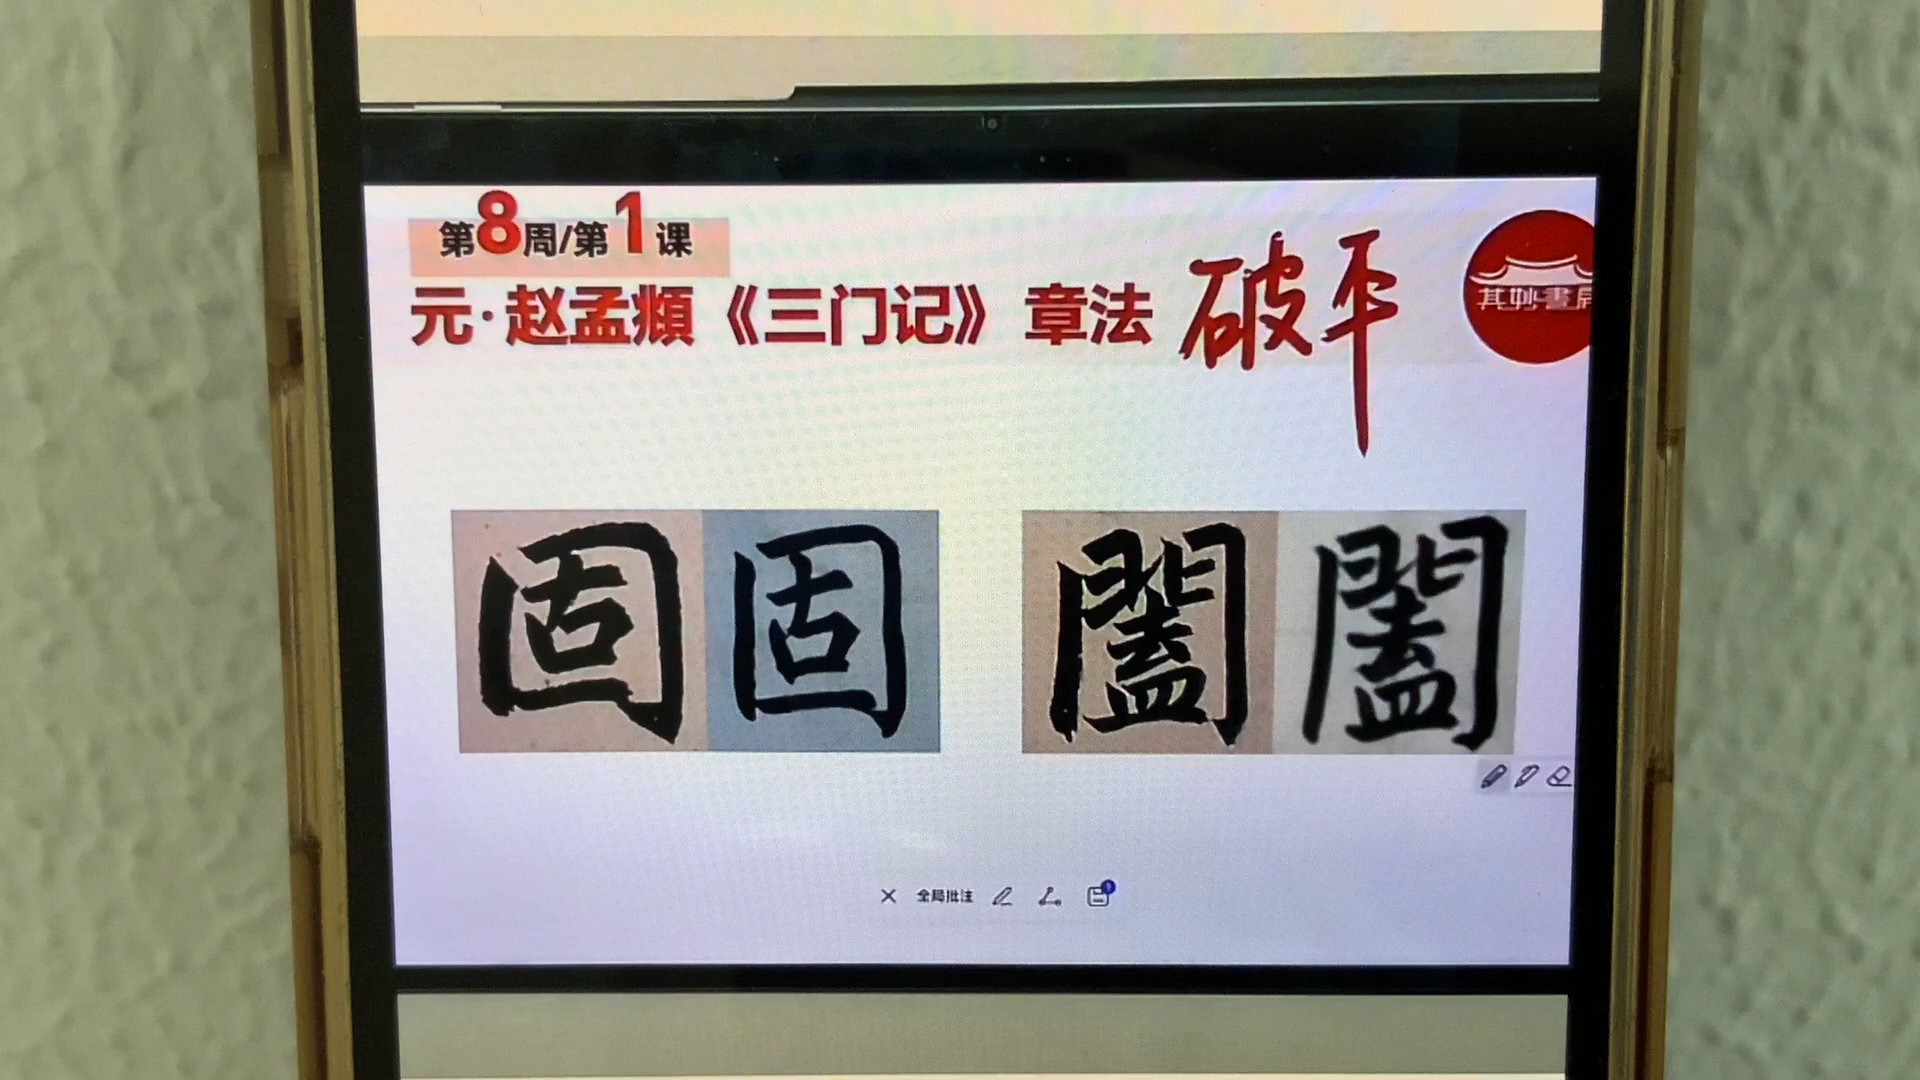 第8周/第1课
元·赵孟頫《三门记》章法 破平
其妙書房
固 固 闔 闔
× 全局批注